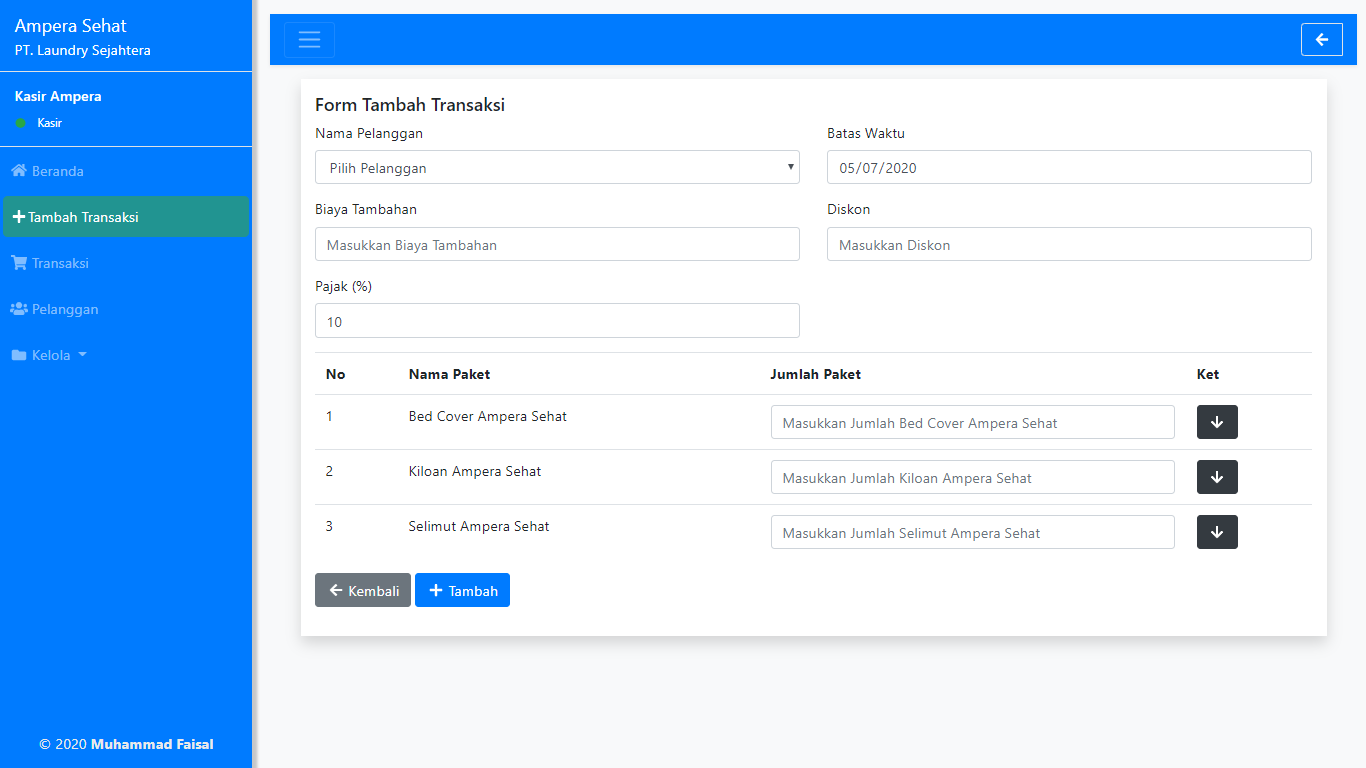 Ampera Sehat
PT. Laundry Sejahtera
Kasir Ampera
Kasir
Beranda
Tambah Transaksi
Transaksi
Pelanggan
Kelola
© 2020 Muhammad Faisal
Form Tambah Transaksi
Nama Pelanggan Batas Waktu
Pilih Pelanggan 05/07/2020
Biaya Tambahan Diskon
Masukkan Biaya Tambahan Masukkan Diskon
Pajak (%)
10
No Nama Paket Jumlah Paket Ket
1 Bed Cover Ampera Sehat Masukkan Jumlah Bed Cover Ampera Sehat
2 Kiloan Ampera Sehat Masukkan Jumlah Kiloan Ampera Sehat
3 Selimut Ampera Sehat Masukkan Jumlah Selimut Ampera Sehat
Kembali Tambah